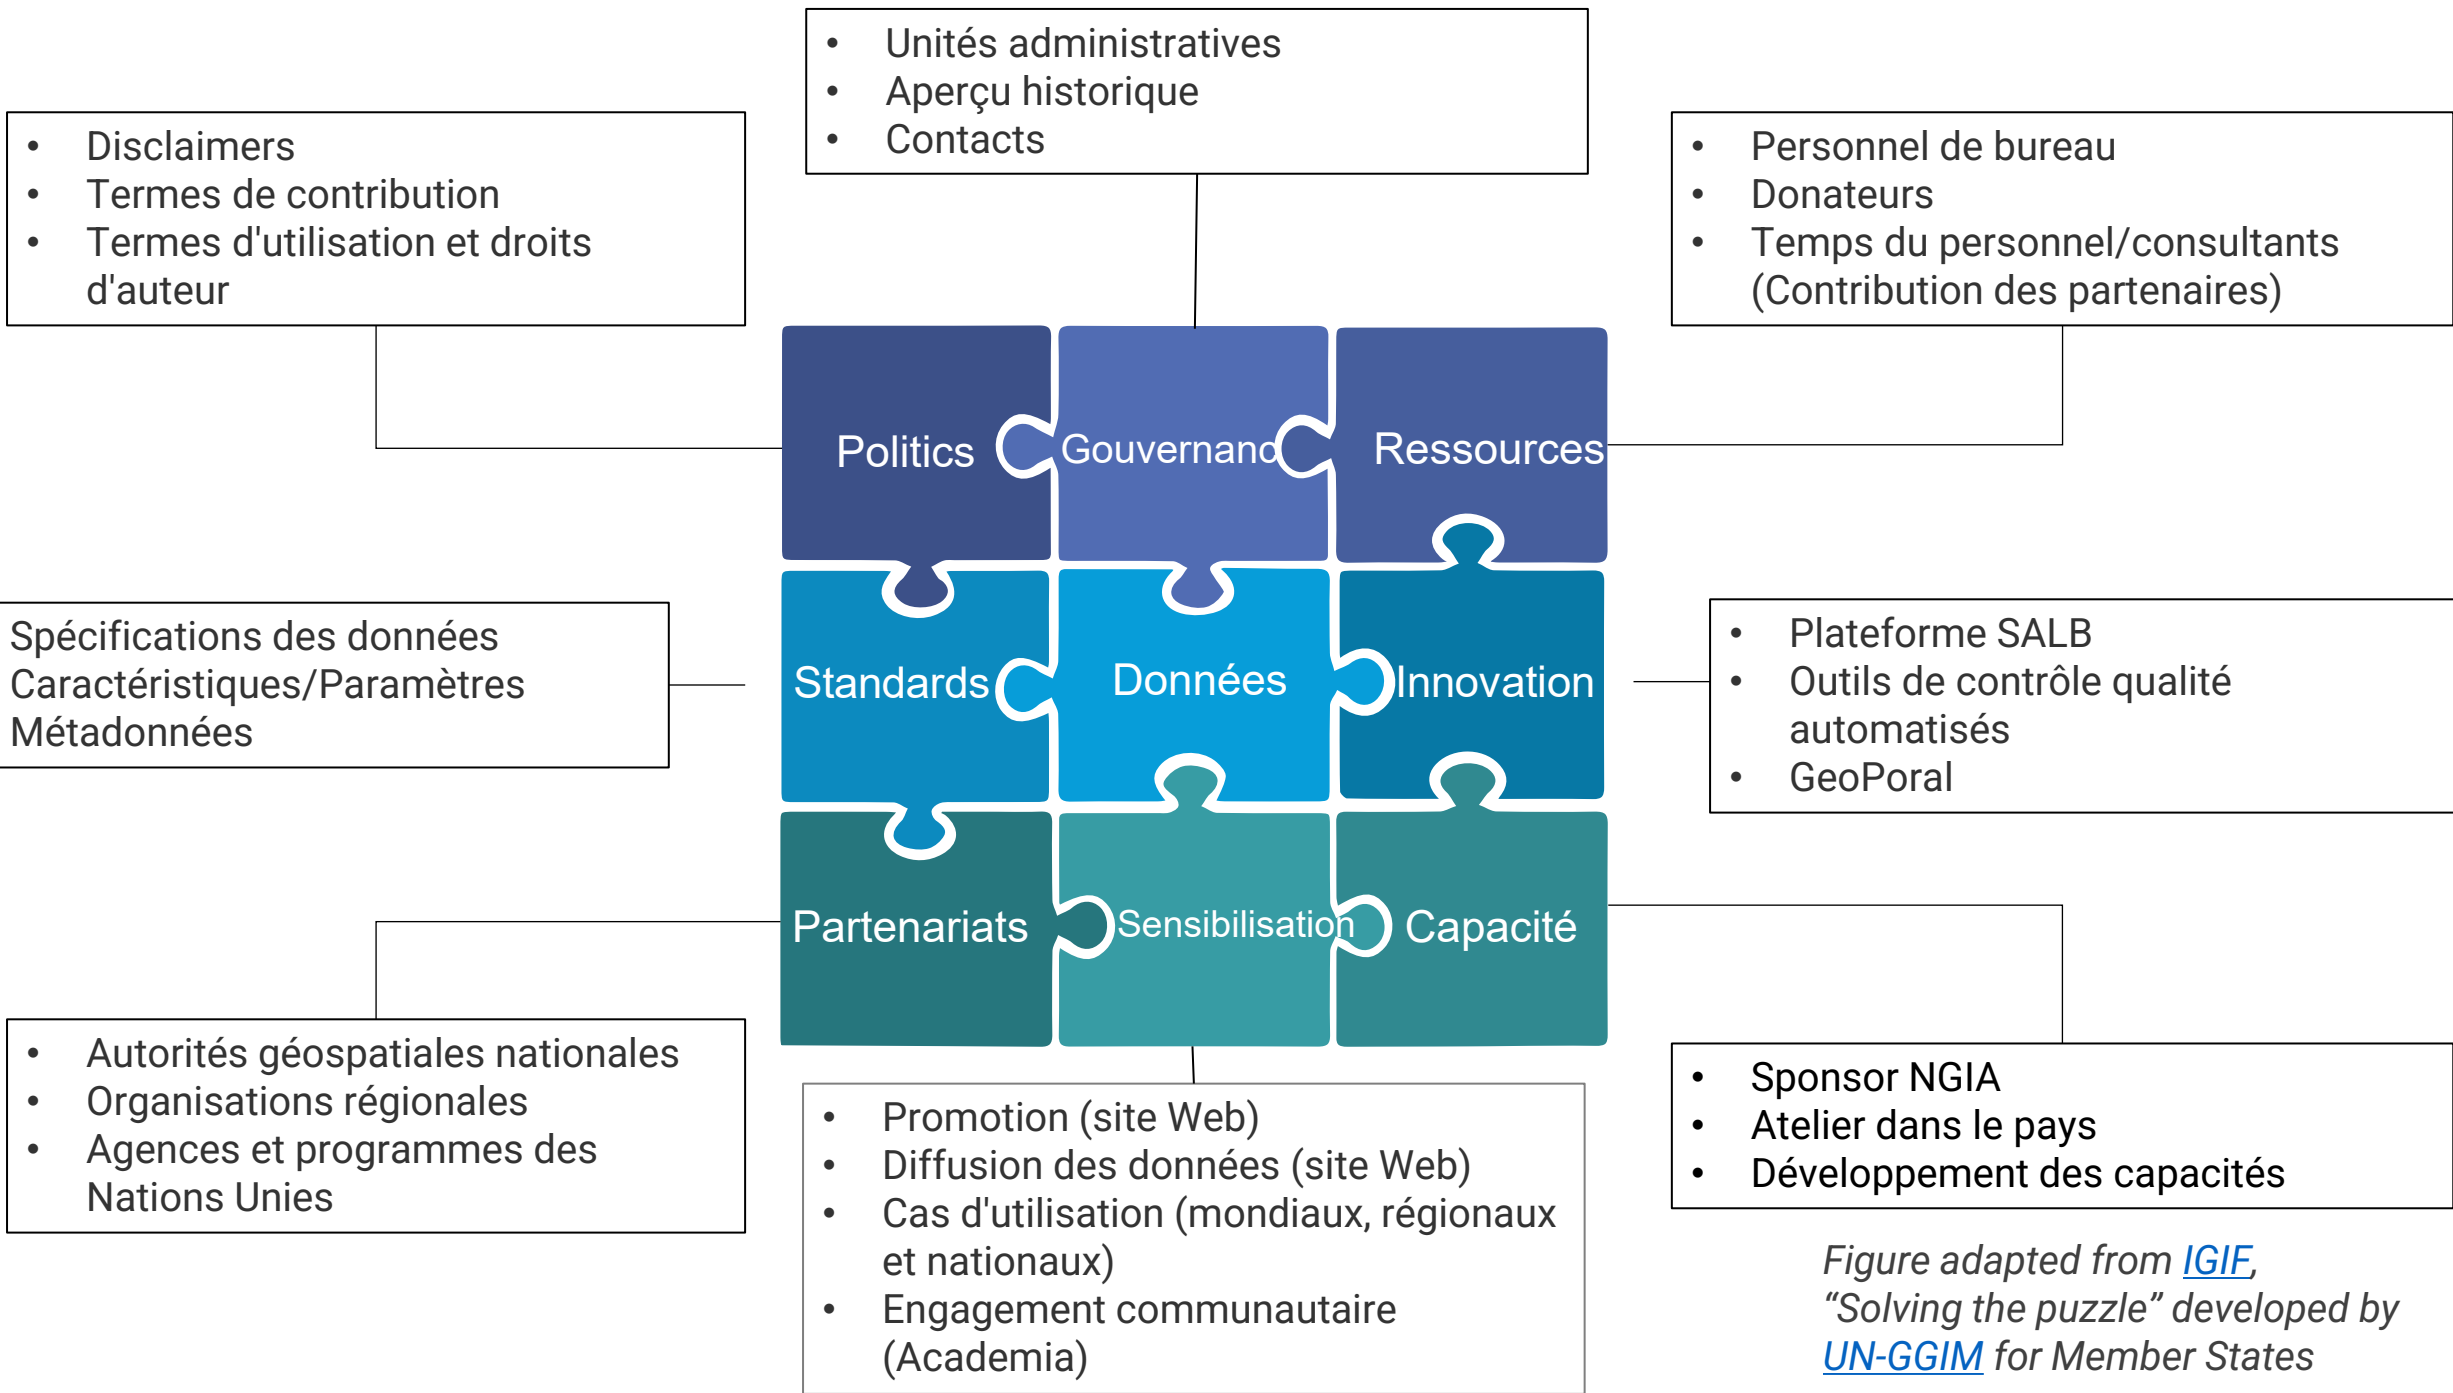 • Unités administratives
• Aperçu historique
• Contacts
• Disclaimers
• Termes de contribution
• Termes d'utilisation et droits
d'auteur
• Personnel de bureau
• Donateurs
• Temps du personnel/consultants
(Contribution des partenaires)
Politics
Gouvernanc
Ressources
Spécifications des données
Caractéristiques/Paramètres
Métadonnées
Standards
Données
Innovation
• Plateforme SALB
• Outils de contrôle qualité
automatisés
• GeoPoral
Partenariats
Sensibilisation
Capacité
• Autorités géospatiales nationales
• Organisations régionales
• Agences et programmes des
Nations Unies
• Promotion (site Web)
• Diffusion des données (site Web)
• Cas d'utilisation (mondiaux, régionaux
et nationaux)
• Engagement communautaire
(Academia)
• Sponsor NGIA
• Atelier dans le pays
• Développement des capacités
Figure adapted from IGIF,
“Solving the puzzle” developed by
UN-GGIM for Member States